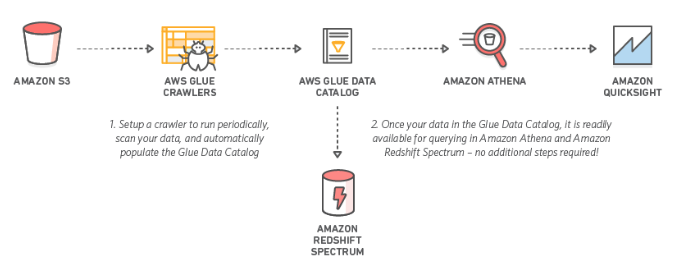 AMAZON S3
AWS GLUE
CRAWLERS
AWS GLUE DATA
CATALOG
AMAZON ATHENA
AMAZON
QUICKSIGHT
1. Setup a crawler to run periodically,
scan your data, and automatically
populate the Glue Data Catalog
2. Once your data in the Glue Data Catalog, it is readily
available for querying in Amazon Athena and Amazon
Redshift Spectrum – no additional steps required!
AMAZON
REDSHIFT
SPECTRUM